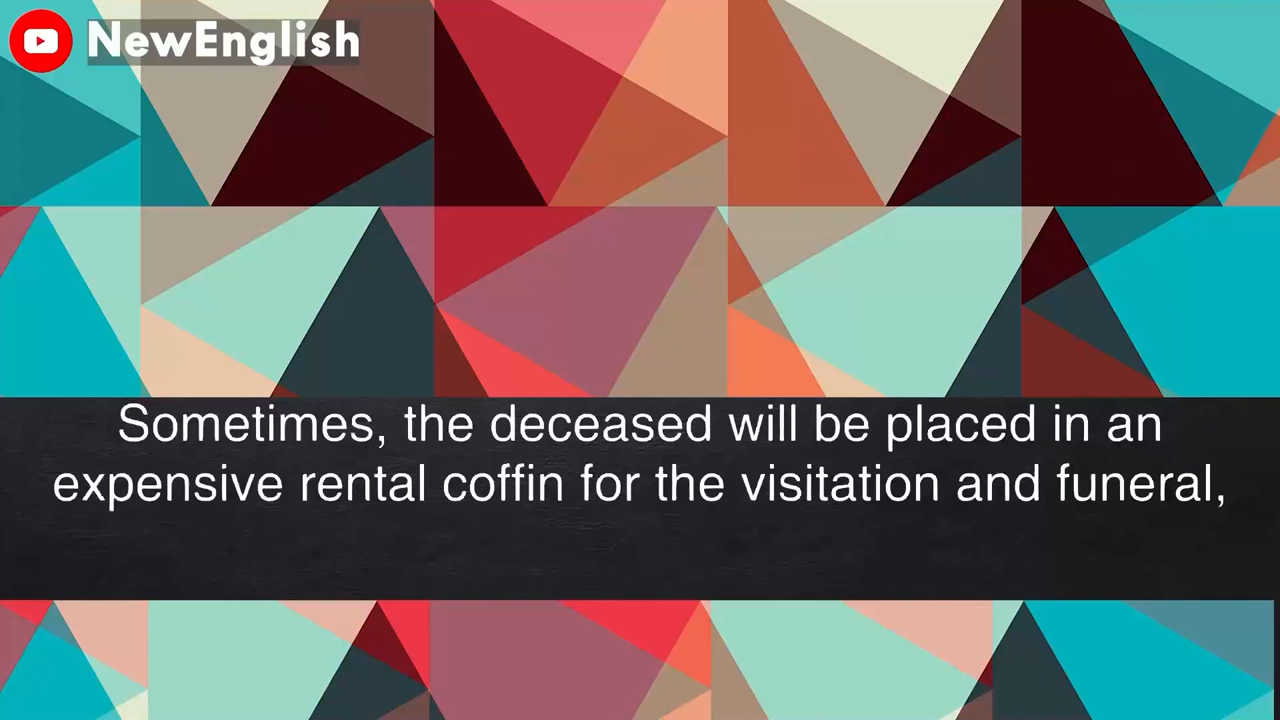 NewEnglish
Sometimes, the deceased will be placed in an
expensive rental coffin for the visitation and funeral,